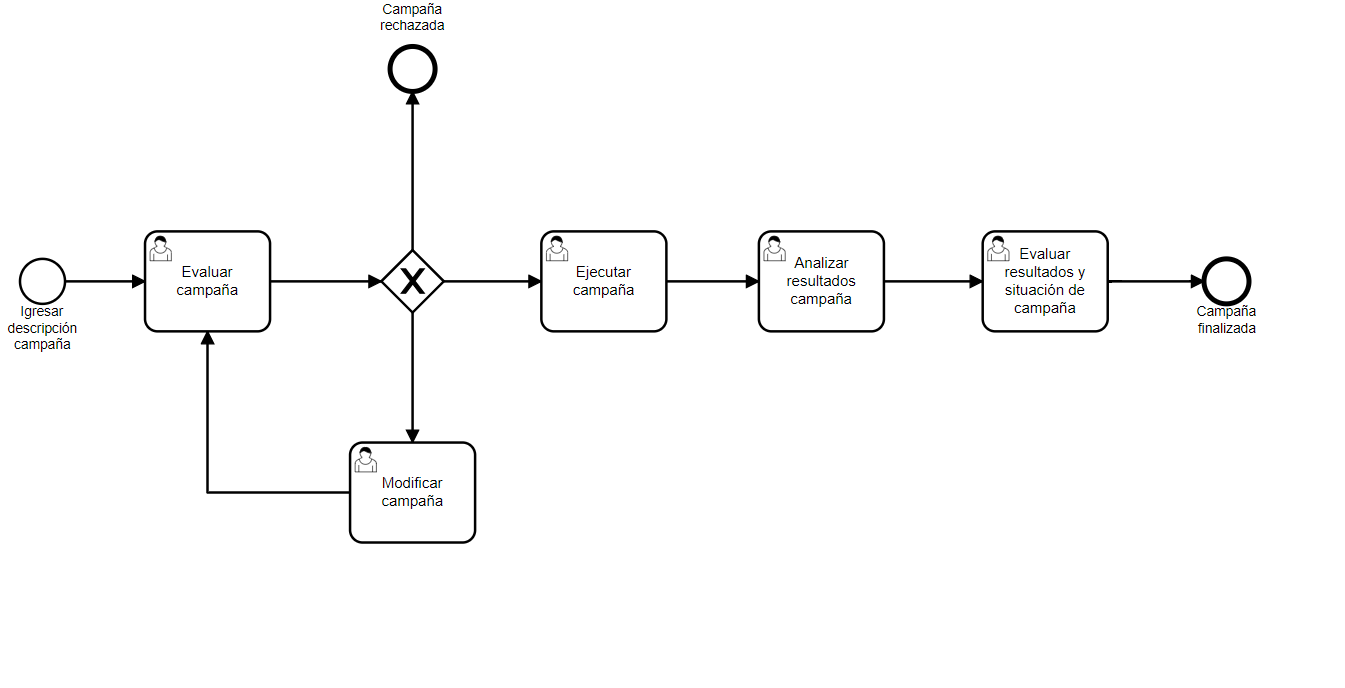 Campaña
rechazada
Igresar
descripción
campaña
Evaluar
campaña
X
Ejecutar
campaña
Analizar
resultados
campaña
Evaluar
resultados y
situación de
campaña
Campaña
finalizada
Modificar
campaña